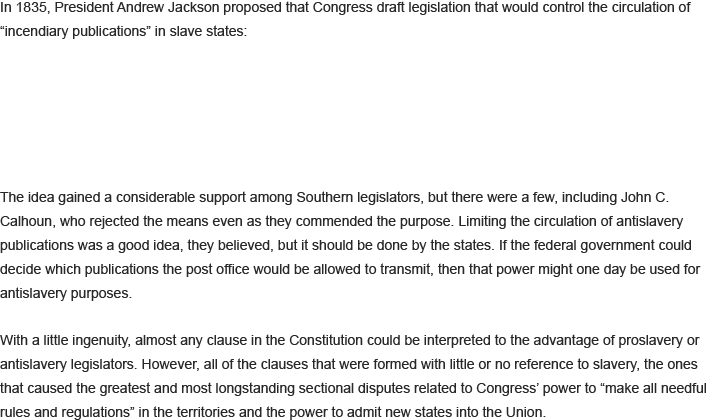 In 1835, President Andrew Jackson proposed that Congress draft legislation that would control the circulation of
“incendiary publications” in slave states:
The idea gained a considerable support among Southern legislators, but there were a few, including John C.
Calhoun, who rejected the means even as they commended the purpose. Limiting the circulation of antislavery
publications was a good idea, they believed, but it should be done by the states. If the federal government could
decide which publications the post office would be allowed to transmit, then that power might one day be used for
antislavery purposes.
With a little ingenuity, almost any clause in the Constitution could be interpreted to the advantage of proslavery or
antislavery legislators. However, all of the clauses that were formed with little or no reference to slavery, the ones
that caused the greatest and most longstanding sectional disputes related to Congress’ power to “make all needful
rules and regulations” in the territories and the power to admit new states into the Union.